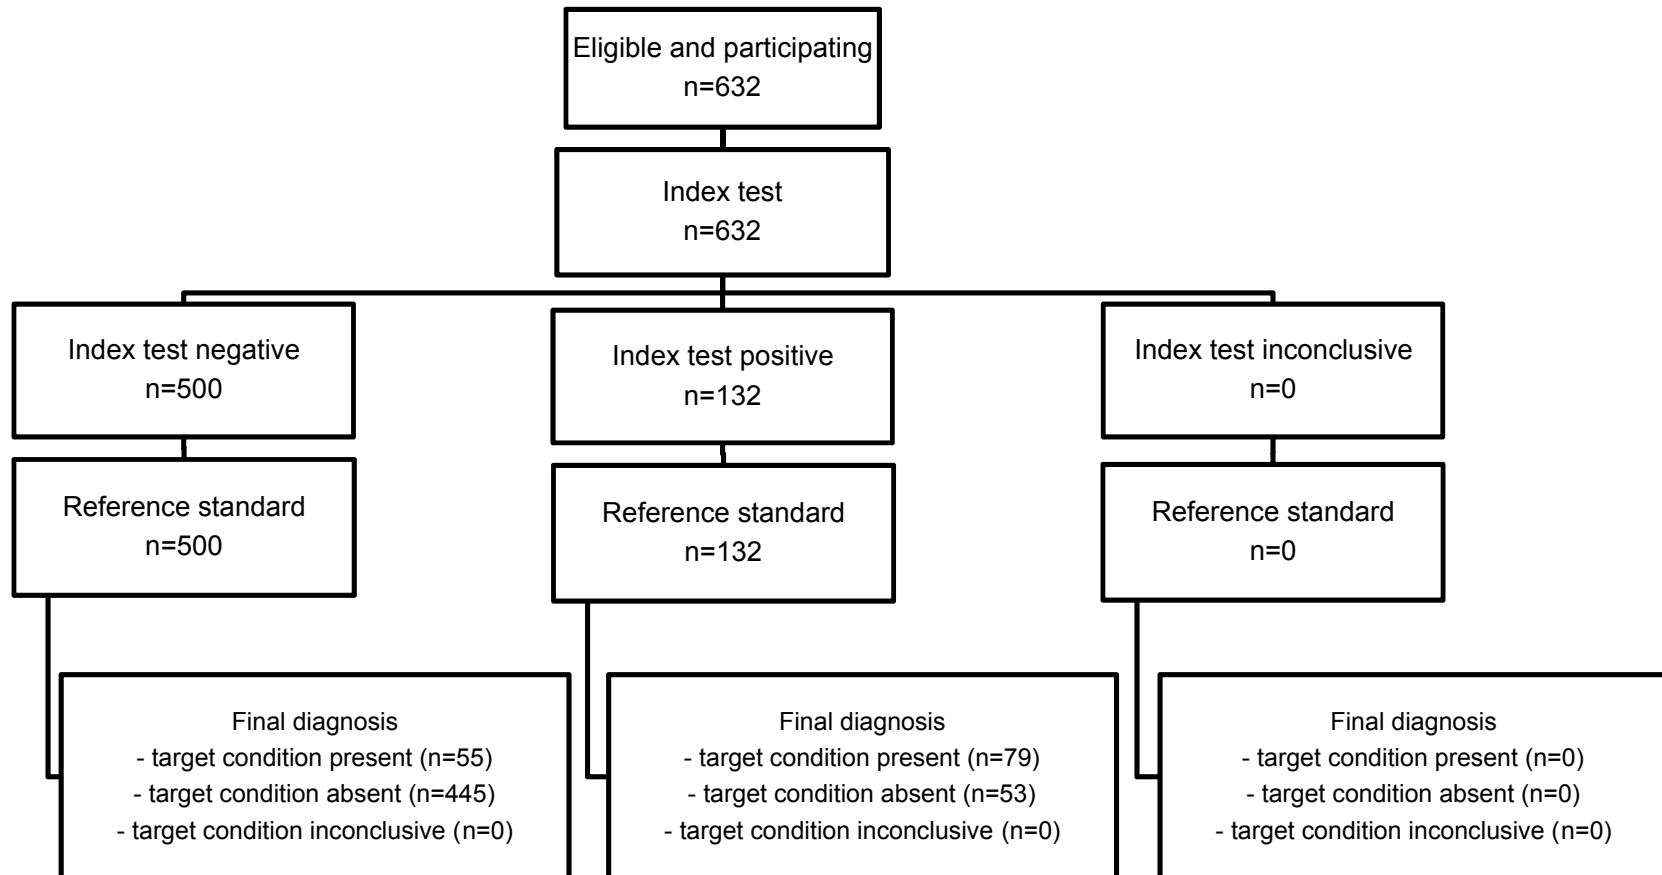 Eligible and participating
n=632
Index test
n=632
Index test negative
n=500
Index test positive
n=132
Index test inconclusive
n=0
Reference standard
n=500
Reference standard
n=132
Reference standard
n=0
Final diagnosis
- target condition present (n=55)
- target condition absent (n=445)
- target condition inconclusive (n=0)
Final diagnosis
- target condition present (n=79)
- target condition absent (n=53)
- target condition inconclusive (n=0)
Final diagnosis
- target condition present (n=0)
- target condition absent (n=0)
- target condition inconclusive (n=0)